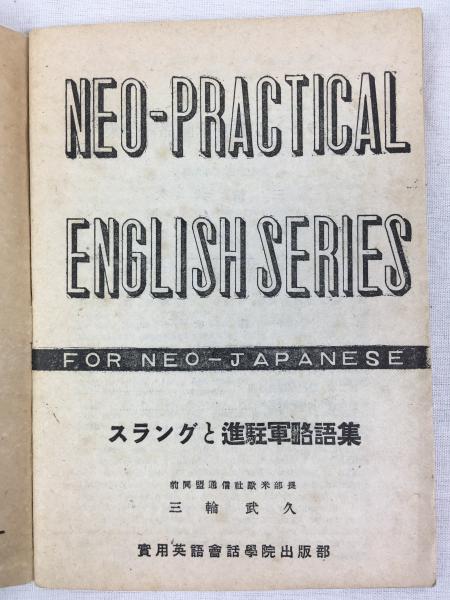 NEO-PRACTICAL
ENGLISH SERIES
FOR NEO-JAPANESE
スラングと進駐軍略語集
前同盟通信社歐米部長
三輪武久
實用英語會話學院出版部